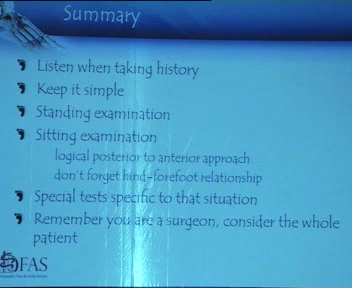 Summary
Listen when taking history
Keep it simple
Standing examination
Sitting examination
logical posterior to anterior approach
don't forget hind-forefoot relationship
Special tests specific to that situation
Remember you are a surgeon, consider the whole
patient
OFAS